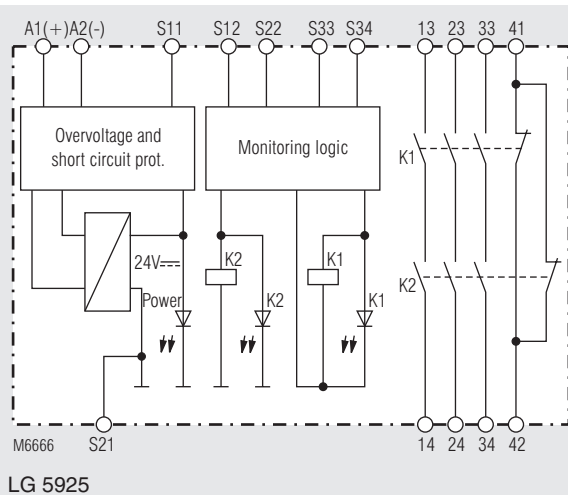 A1(+)A2(-) S11 S12 S22 S33 S34 13 23 33 41
Overvoltage and
short circuit prot.
Monitoring logic
K1
24V
K2
K1
K2
Power
K2
K1
M6666
S21
14 24 34 42
LG 5925